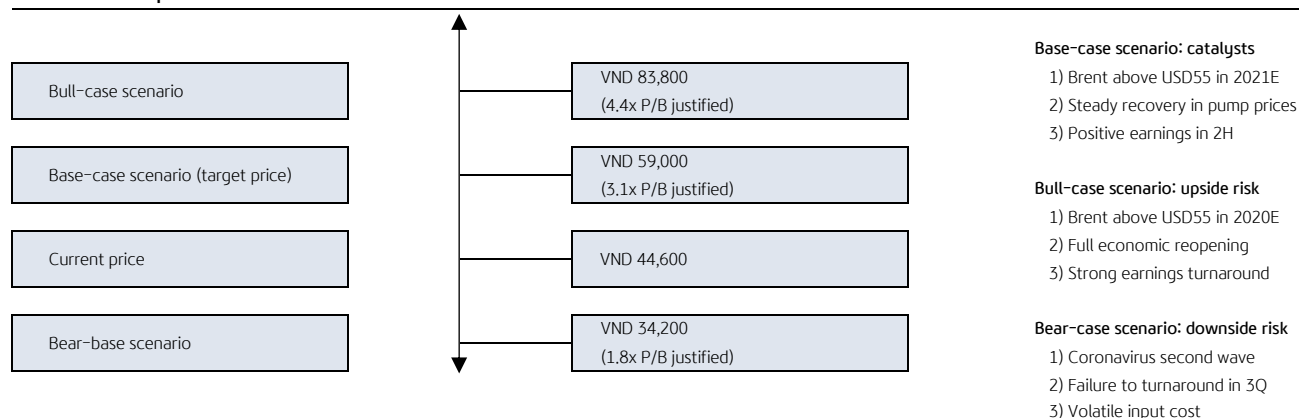 Bull-case scenario
VND 83,800
(4.4x P/B justified)
Base-case scenario (target price)
VND 59,000
(3.1x P/B justified)
Current price
VND 44,600
Bear-base scenario
VND 34,200
(1.8x P/B justified)
Base-case scenario: catalysts
1) Brent above USD55 in 2021E
2) Steady recovery in pump prices
3) Positive earnings in 2H
Bull-case scenario: upside risk
1) Brent above USD55 in 2020E
2) Full economic reopening
3) Strong earnings turnaround
Bear-case scenario: downside risk
1) Coronavirus second wave
2) Failure to turnaround in 3Q
3) Volatile input cost